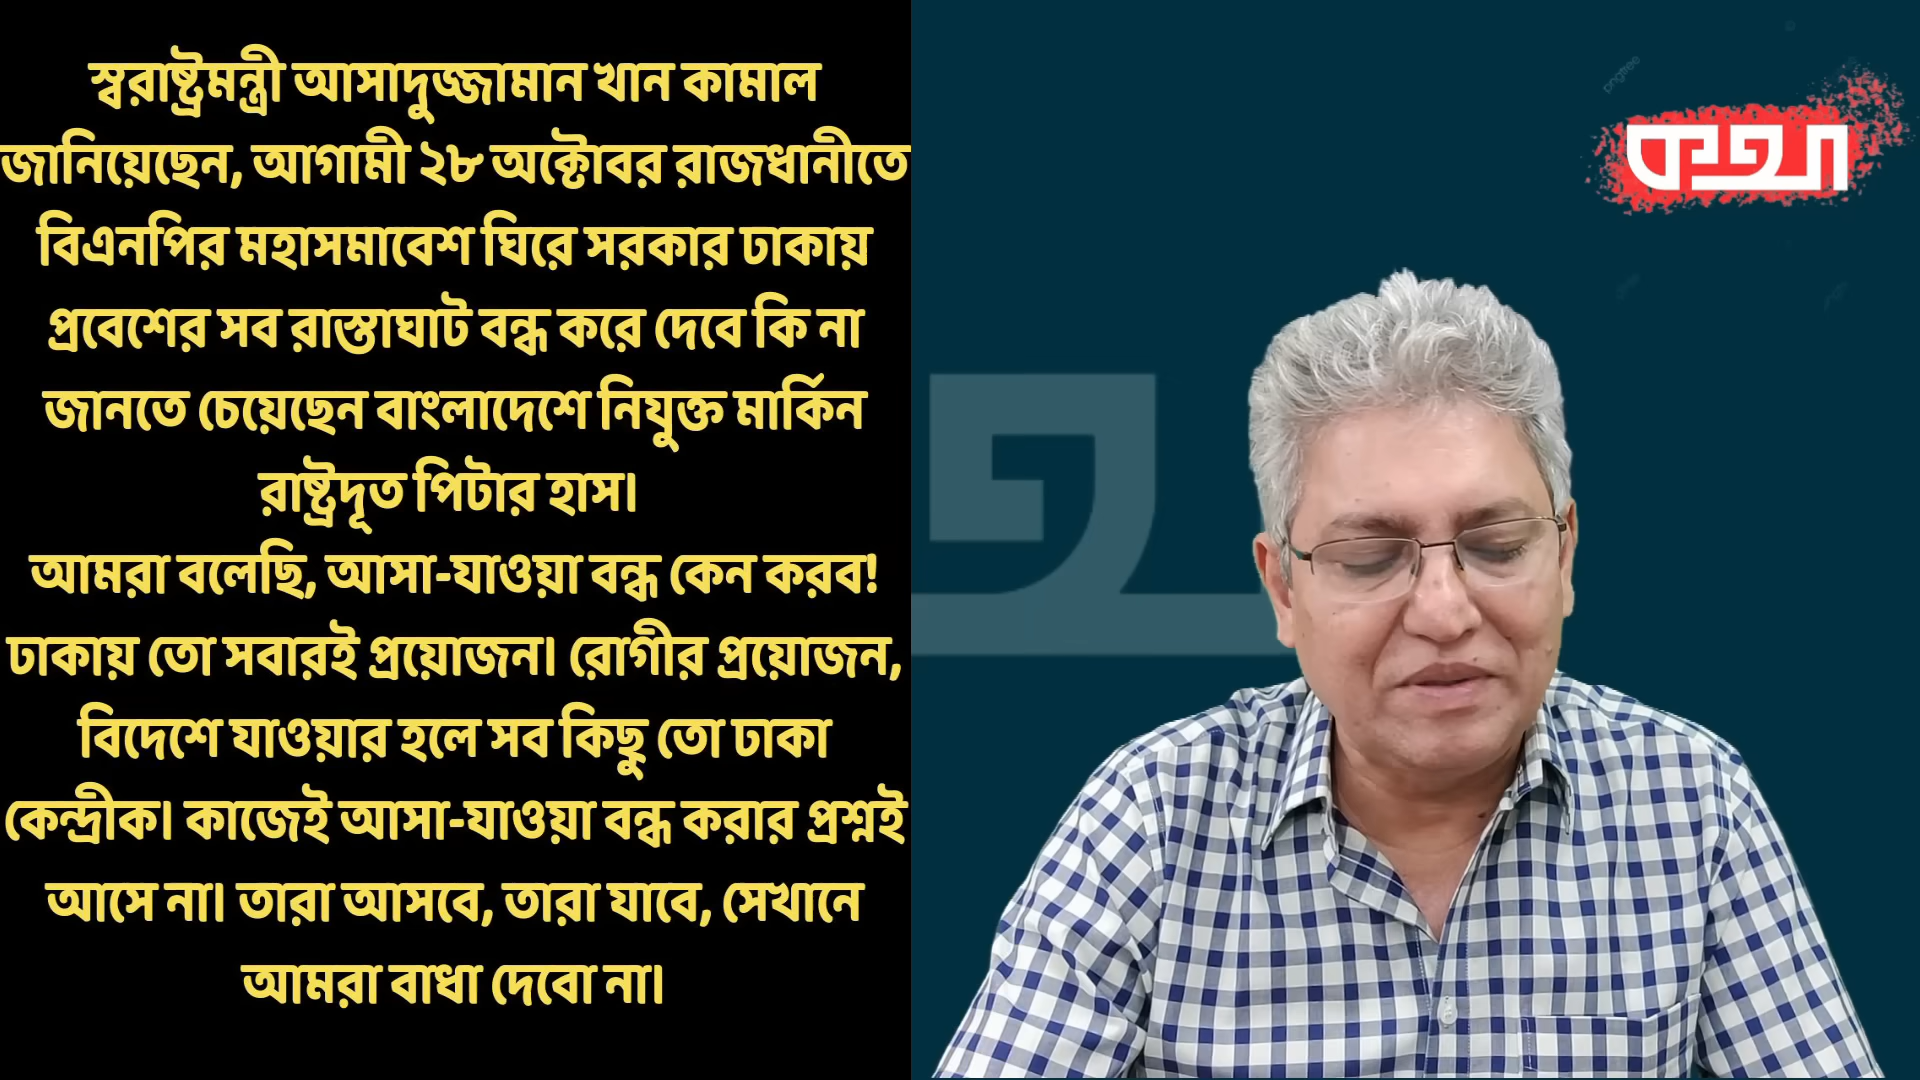 স্বরাষ্ট্রমন্ত্রী আসাদুজ্জামান খান কামাল
জানিয়েছেন, আগামী ২৮ অক্টোবর রাজধানীতে
বিএনপির মহাসমাবেশ ঘিরে সরকার ঢাকায়
প্রবেশের সব রাস্তাঘাট বন্ধ করে দেবে কি না
জানতে চেয়েছেন বাংলাদেশে নিযুক্ত মার্কিন
রাষ্ট্রদূত পিটার হাস।
আমরা বলেছি, আসা-যাওয়া বন্ধ কেন করব!
ঢাকায় তো সবারই প্রয়োজন। রোগীর প্রয়োজন,
বিদেশে যাওয়ার হলে সব কিছু তো ঢাকা
কেন্দ্রীক। কাজেই আসা-যাওয়া বন্ধ করার প্রশ্নই
আসে না। তারা আসবে, তারা যাবে, সেখানে
আমরা বাধা দেবো না।